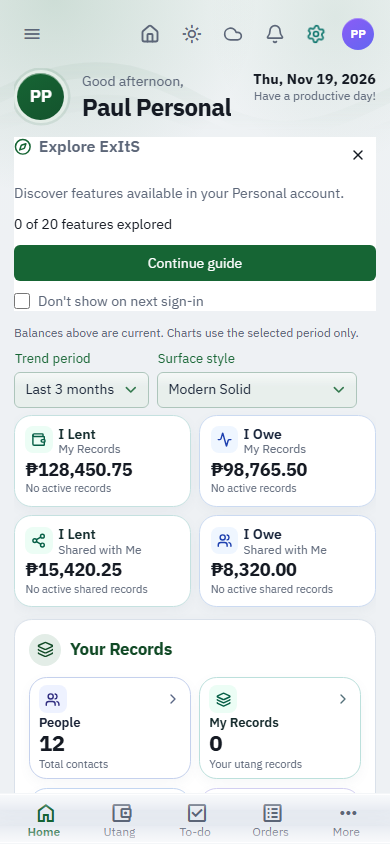 PP
PP
Good afternoon,
Paul Personal
Thu, Nov 19, 2026
Have a productive day!
Explore ExItS
Discover features available in your Personal account.
0 of 20 features explored
Continue guide
Don't show on next sign-in
Balances above are current. Charts use the selected period only.
Trend period
Surface style
Last 3 months
Modern Solid
I Lent
My Records
₱128,450.75
No active records
I Owe
My Records
₱98,765.50
No active records
I Lent
Shared with Me
₱15,420.25
No active shared records
I Owe
Shared with Me
₱8,320.00
No active shared records
Your Records
People
12
Total contacts
My Records
0
Your utang records
Home
Utang
To-do
Orders
More